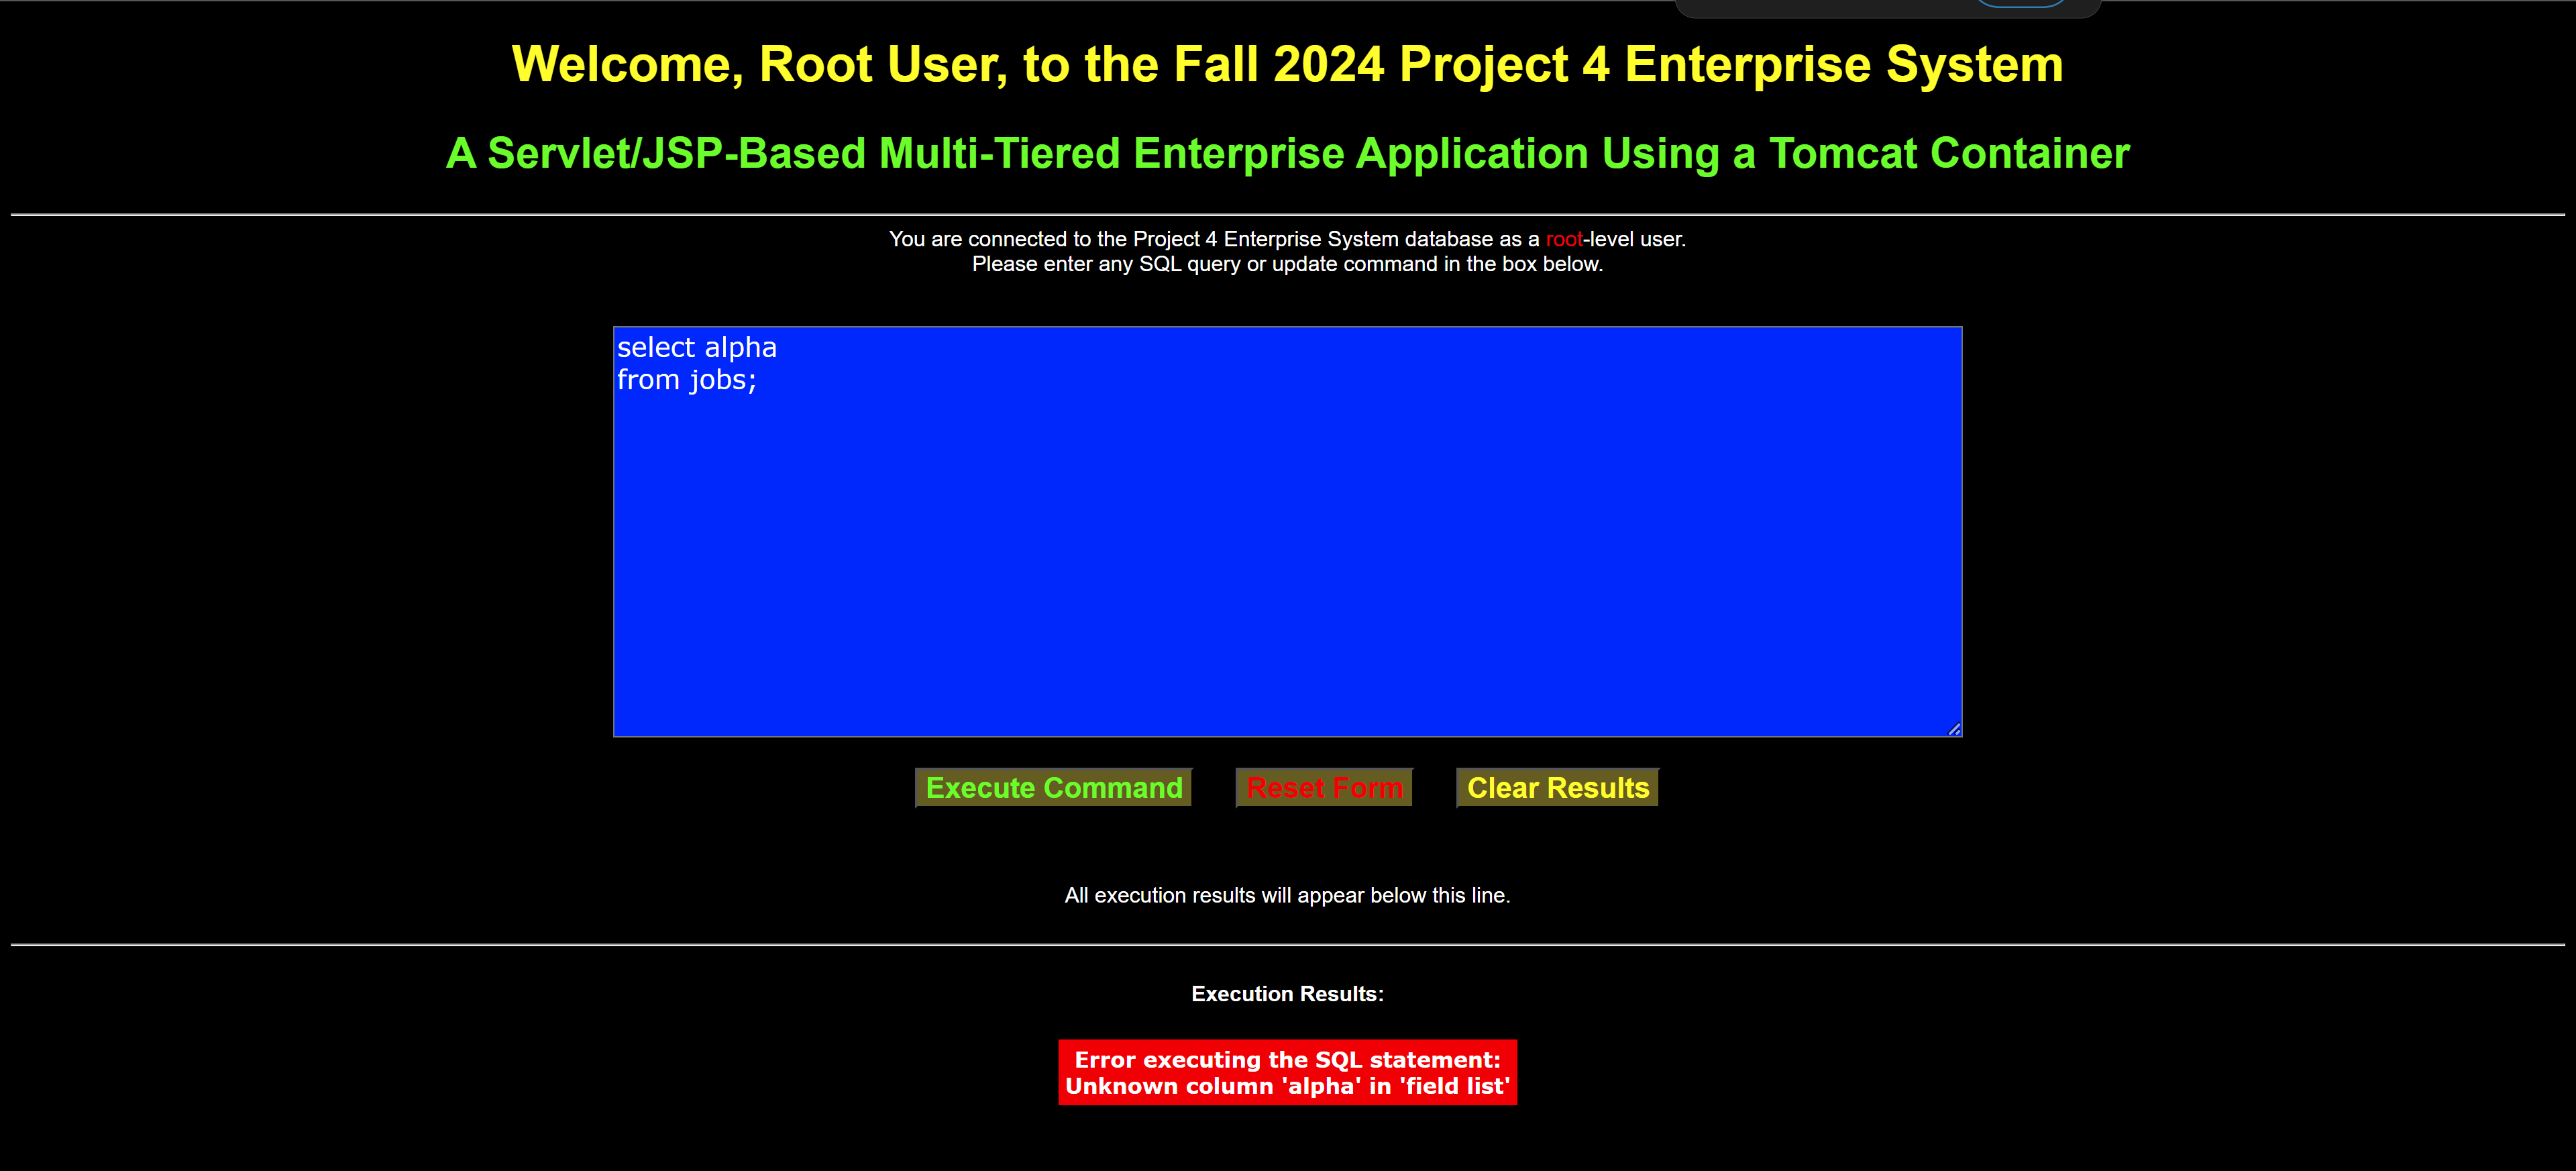 Welcome, Root User, to the Fall 2024 Project 4 Enterprise System
A Servlet/JSP-Based Multi-Tiered Enterprise Application Using a Tomcat Container
You are connected to the Project 4 Enterprise System database as a root-level user.
Please enter any SQL query or update command in the box below.
select alpha
from jobs;
Execute Command Reset Form Clear Results
All execution results will appear below this line.
Execution Results:
Error executing the SQL statement:
Unknown column 'alpha' in 'field list'